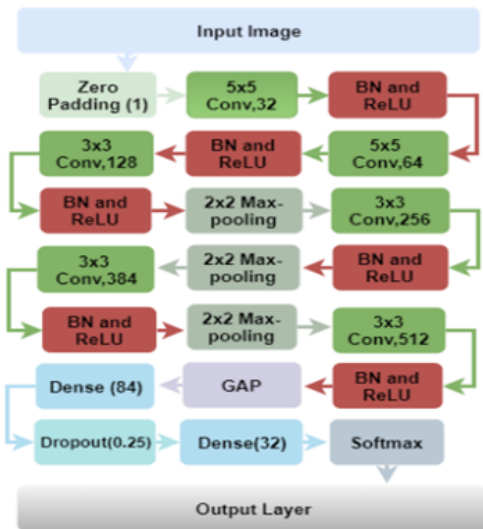 Input Image
Zero
Padding (1)
5x5
Conv,32
BN and
ReLU
3x3
Conv,128
BN and
ReLU
5x5
Conv,64
BN and
ReLU
2x2 Max-
pooling
3x3
Conv,256
3x3
Conv,384
2x2 Max-
pooling
BN and
ReLU
BN and
ReLU
2x2 Max-
pooling
3x3
Conv,512
Dense (84)
GAP
BN and
ReLU
Dropout(0.25)
Dense(32)
Softmax
Output Layer